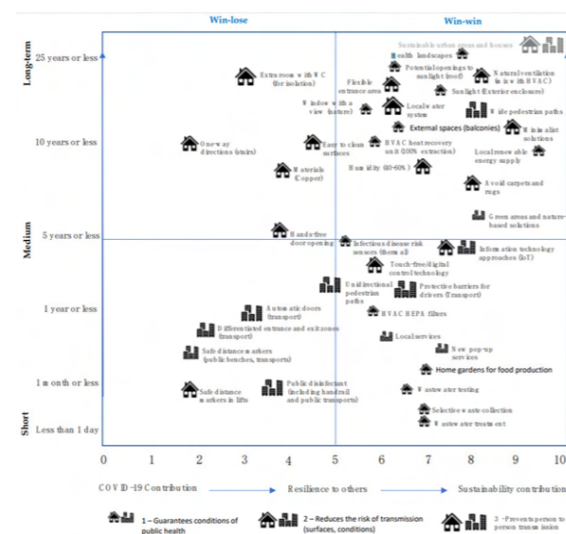 Win-lose
Win-win
Long-term
Sustainable urban areas and houses
25 years or less
Health landscapes
Potential openings to
sunlight (roof)
Extra room with WC
(for isolation)
Flexible
entrance area
Natural ventilation
(mix with HVAC)
Sunlight (Exterior enclosure)
Window with a
view (nature)
Local water
system
Wide pedestrian paths
External spaces (balconies)
Minimalist
solutions
10 years or less
One-way
directions (stairs)
Easy to clean
surfaces
HVAC heat recovery
unit (100% extraction)
Local renewable
energy supply
Materials
(Copper)
Humidity (40-60%)
Avoid carpets and
rugs
Green areas and nature-
based solutions
Medium
5 years or less
Hands-free
door opening
Infectious disease risk
sensors (thermal)
Information technology
approaches (IoT)
Touch-free/digital
control technology
Unidirectional
pedestrian
paths
Protective barriers for
drivers (Transport)
1 year or less
Automatic doors
(transport)
HVAC HEPA filters
Differentiated entrance and exit zones
(transport)
Local services
Safe distance markers
(public benches, transports)
New pop-up
services
Home gardens for food production
1 month or less
Safe distance
markers in lifts
Public disinfectant
(including handrail
and public transports)
Wastewater testing
Selective waste collection
Wastewater treatment
Short
Less than 1 day
0 1 2 3 4 5 6 7 8 9 10
COVID-19 Contribution
Resilience to others
Sustainability contribution
1 – Guarantees conditions of
public health
2 – Reduces the risk of transmission
(surfaces, conditions)
3 - Prevents person to
person transmission